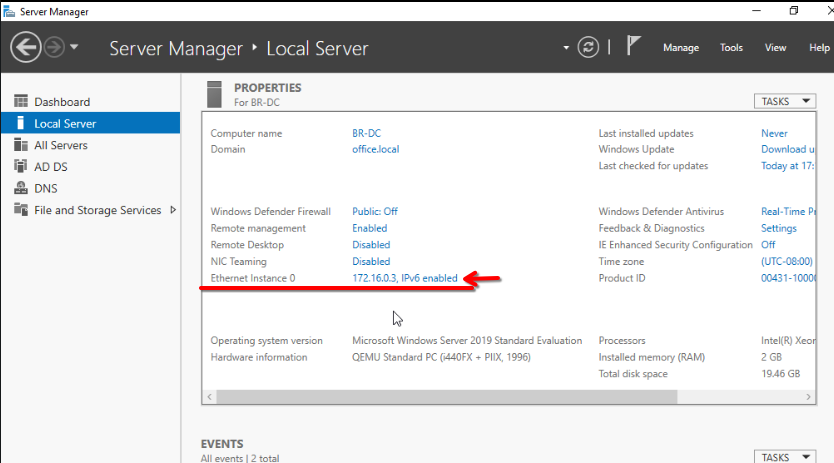 Server Manager
Server Manager • Local Server
Manage Tools View Help
Dashboard
Local Server
All Servers
AD DS
DNS
File and Storage Services
PROPERTIES
For BR-DC
TASKS
Computer name BR-DC Last installed updates Never
Domain office.local Windows Update Download u
Last checked for updates Today at 17:
Windows Defender Firewall Public: Off Windows Defender Antivirus Real-Time Pr
Remote management Enabled Feedback & Diagnostics Settings
Remote Desktop Disabled IE Enhanced Security Configuration Off
NIC Teaming Disabled Time zone (UTC-08:00)
Ethernet Instance 0 172.16.0.3, IPv6 enabled Product ID 00431-1000
Operating system version Microsoft Windows Server 2019 Standard Evaluation Processors Intel(R) Xeor
Hardware information QEMU Standard PC (i440FX + PIIX, 1996) Installed memory (RAM) 2 GB
Total disk space 19.46 GB
EVENTS
All events | 2 total
TASKS